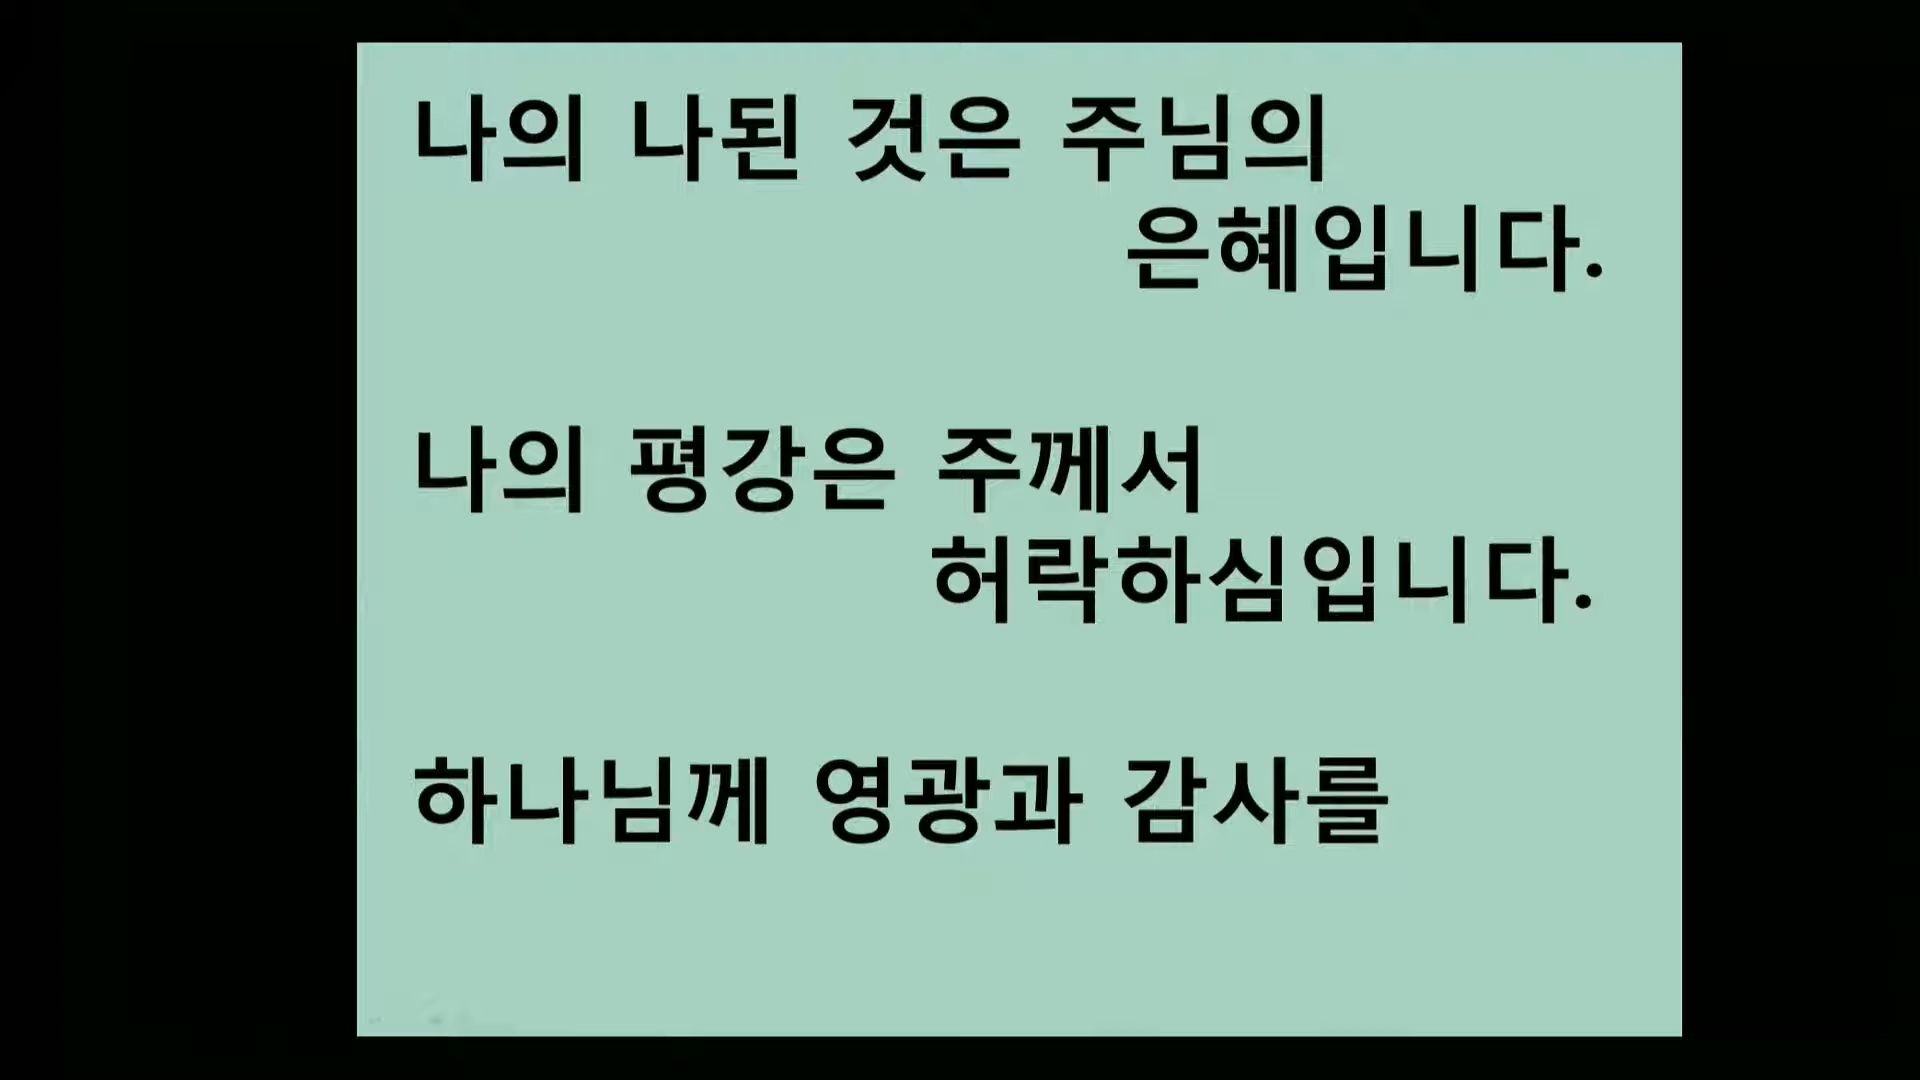 나의 나된 것은 주님의
은혜입니다.
나의 평강은 주께서
허락하심입니다.
하나님께 영광과 감사를